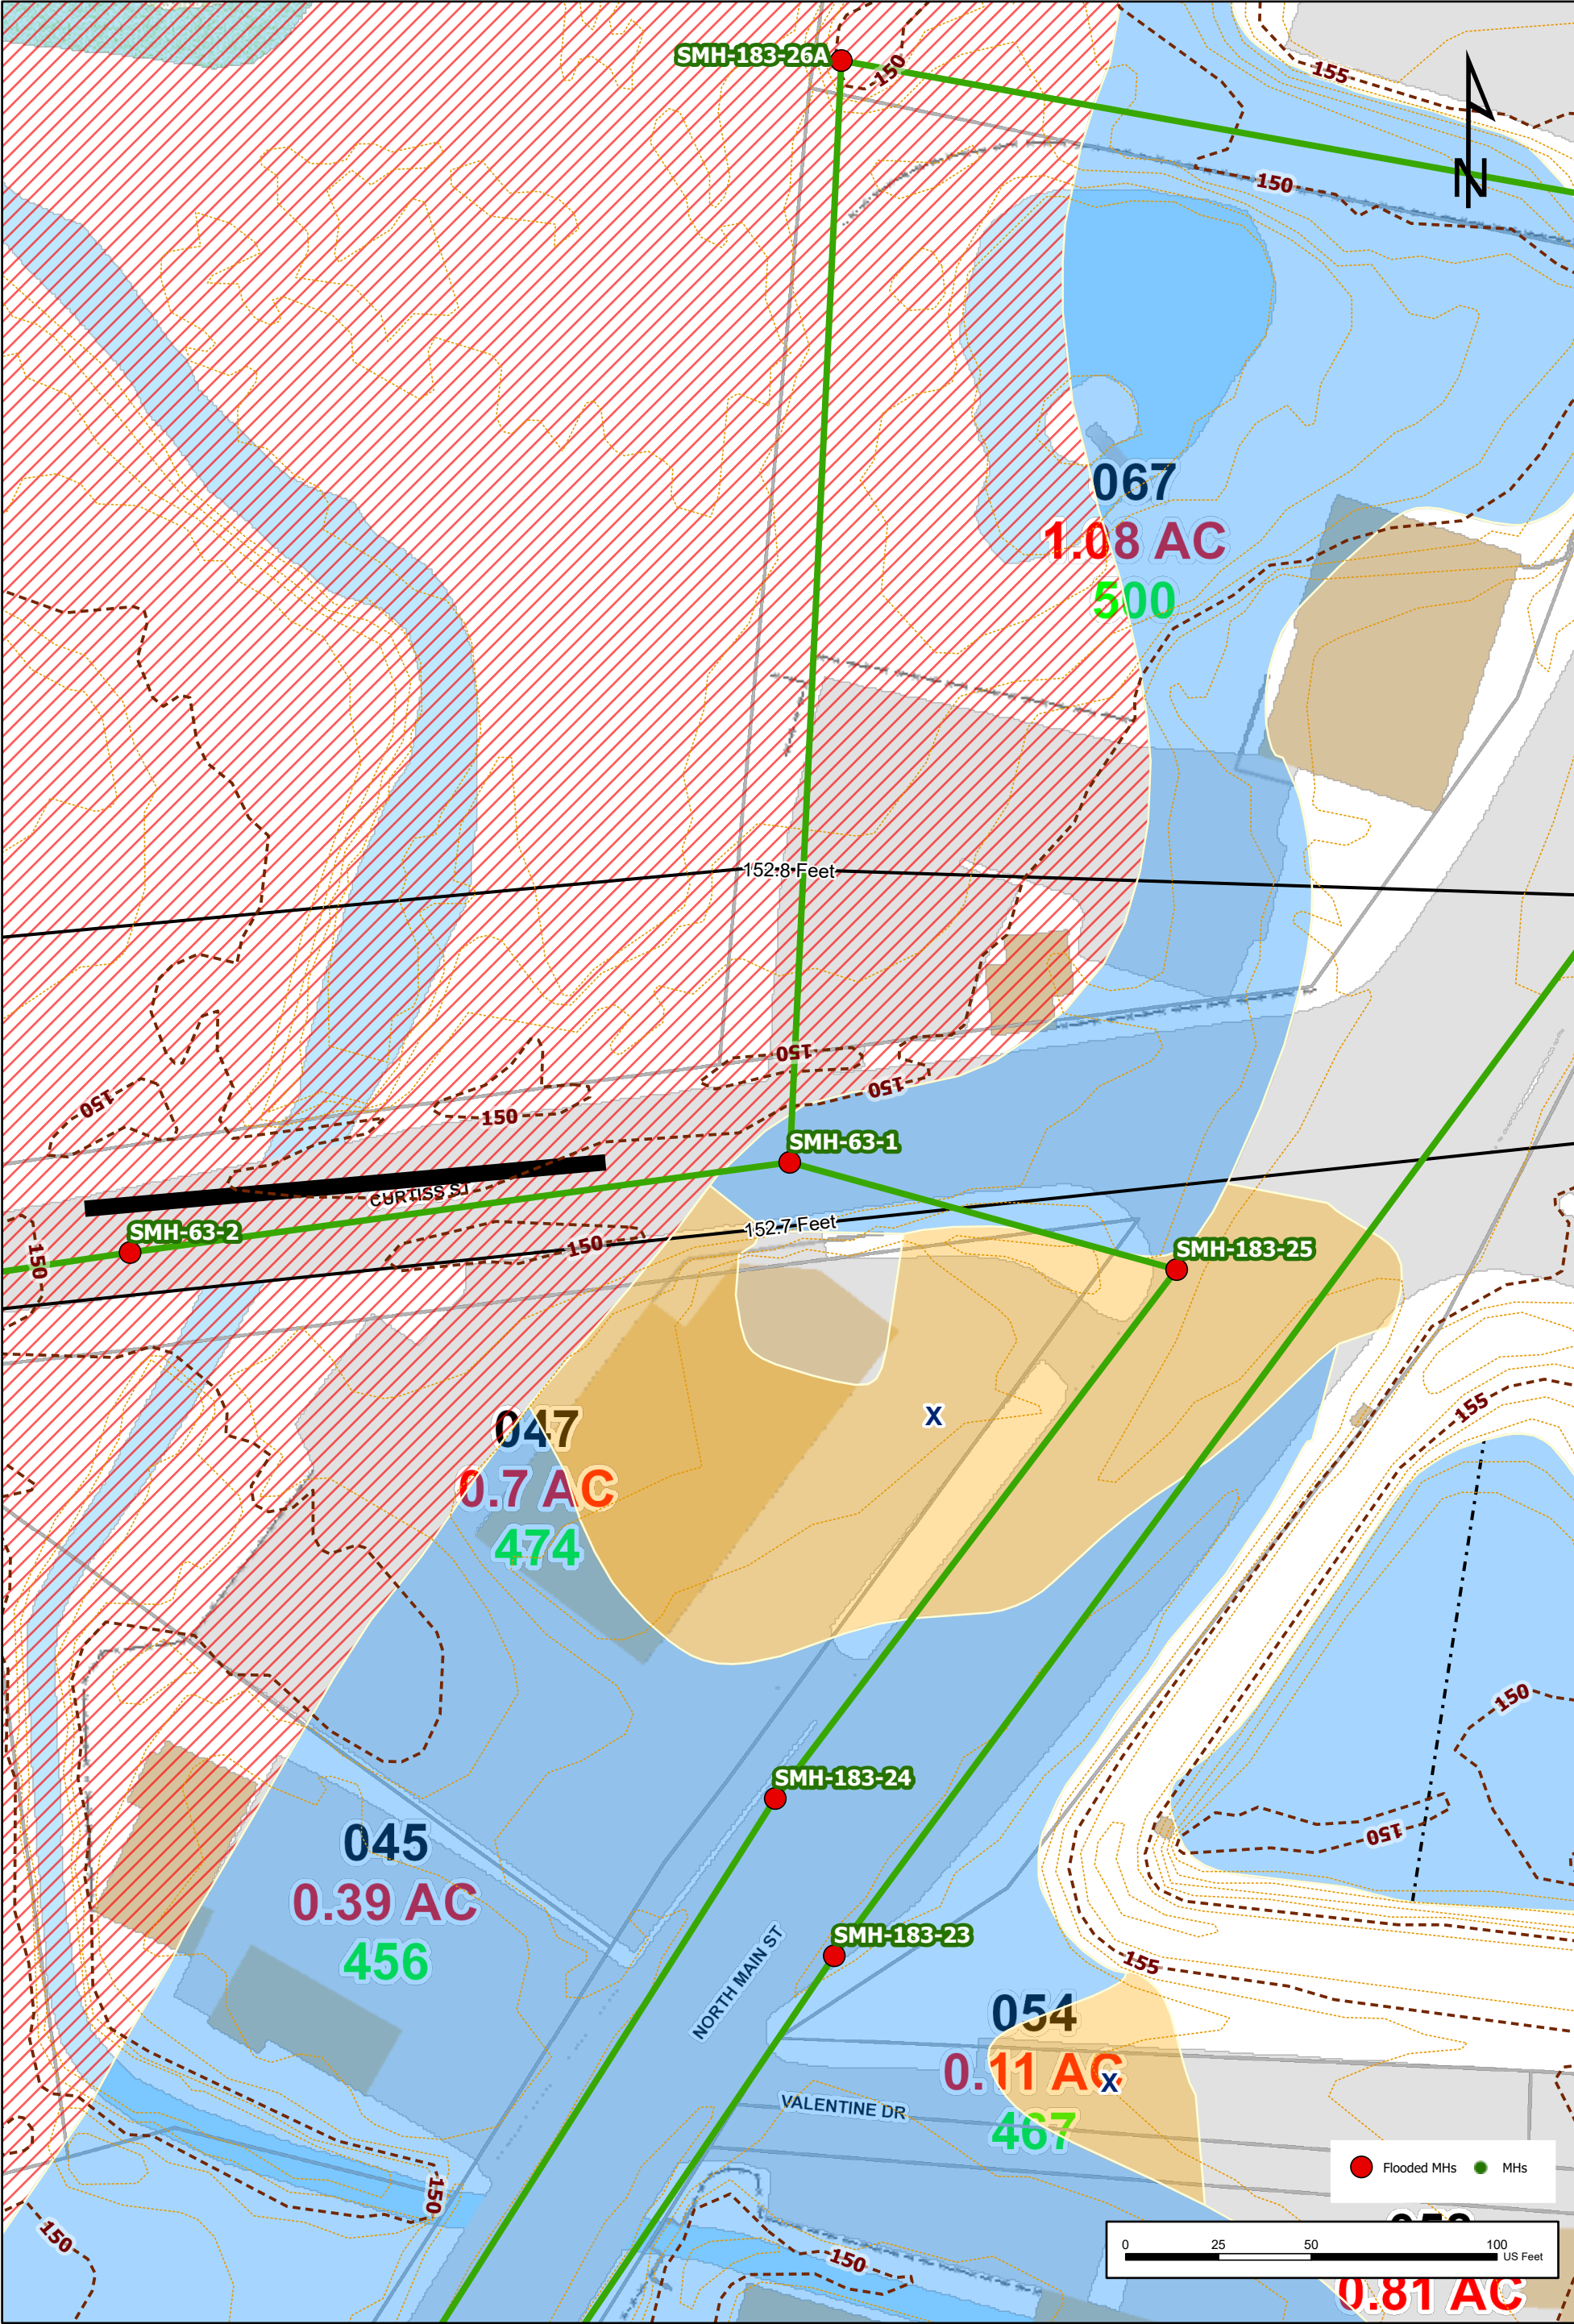 SMH-183-26A
150
155
150
N
067
1.08 AC
500
152.8 Feet
150
150
150
150
SMH-63-1
CURTISS ST
152.7 Feet
SMH-63-2
150
150
SMH-183-25
155
X
047
0.7 AC
474
150
SMH-183-24
150
045
0.39 AC
456
SMH-183-23
NORTH MAIN ST
155
054
0.11 AC
X
467
VALENTINE DR
Flooded MHs
MHs
150
150
150
0 25 50 100
US Feet
0.81 AC